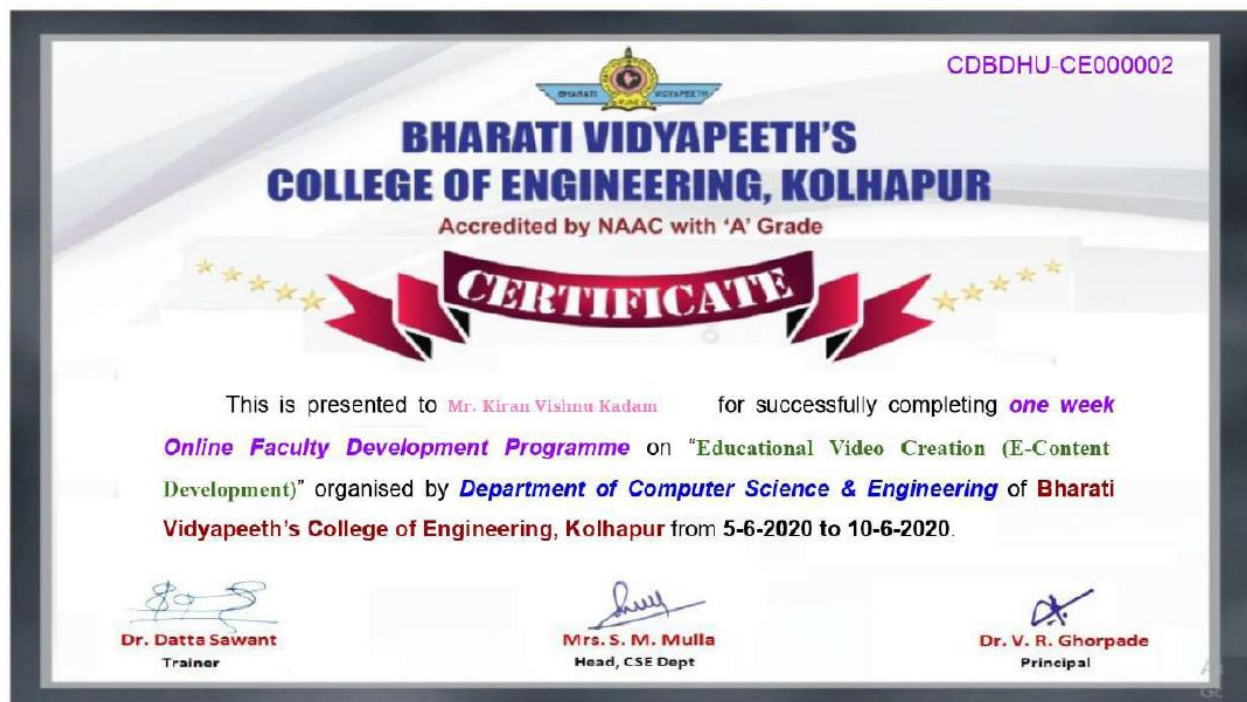 CDBDHU-CE000002
BHARATI VIDYAPEETH
PUNE
BHARATI VIDYAPEETH'S
COLLEGE OF ENGINEERING, KOLHAPUR
Accredited by NAAC with ‘A’ Grade
CERTIFICATE
This is presented to Mr. Kiran Vishnu Kadam for successfully completing one week
Online Faculty Development Programme on “Educational Video Creation (E-Content
Development)” organised by Department of Computer Science & Engineering of Bharati
Vidyapeeth’s College of Engineering, Kolhapur from 5-6-2020 to 10-6-2020.
Dr. Datta Sawant
Trainer
Mrs. S. M. Mulla
Head, CSE Dept
Dr. V. R. Ghorpade
Principal